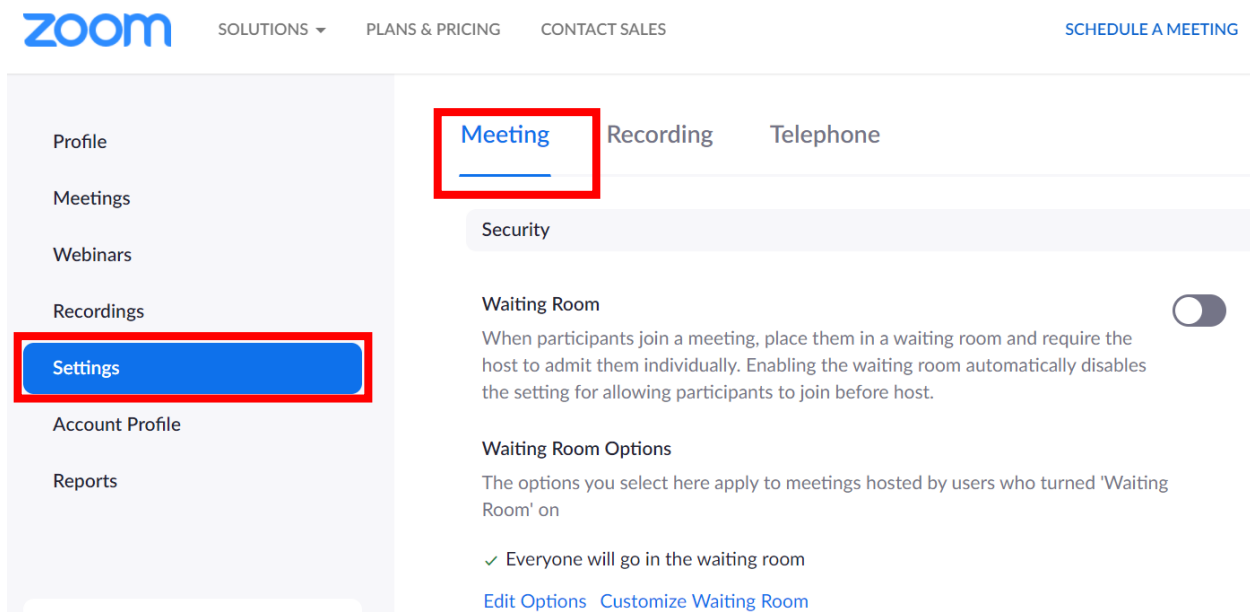 zoom SOLUTIONS PLANS & PRICING CONTACT SALES SCHEDULE A MEETING
Profile
Meetings
Webinars
Recordings
Settings
Account Profile
Reports
Meeting Recording Telephone
Security
Waiting Room
When participants join a meeting, place them in a waiting room and require the
host to admit them individually. Enabling the waiting room automatically disables
the setting for allowing participants to join before host.
Waiting Room Options
The options you select here apply to meetings hosted by users who turned 'Waiting
Room' on
Everyone will go in the waiting room
Edit Options Customize Waiting Room